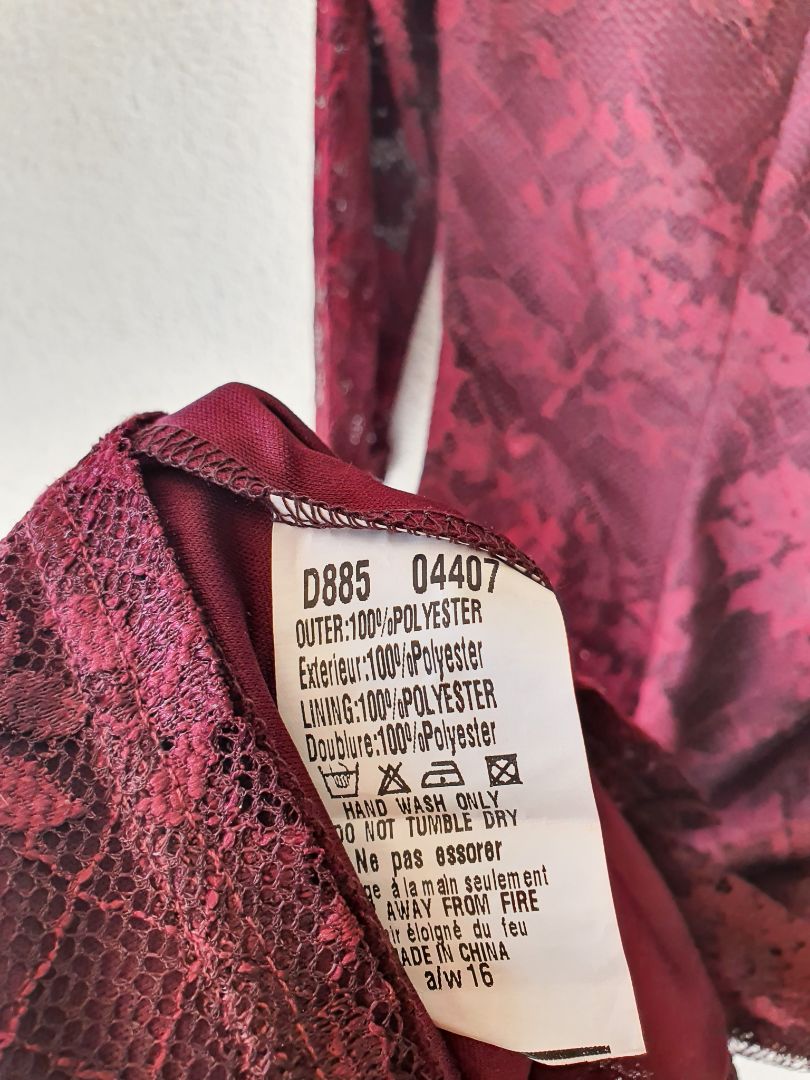 D885 04407
OUTER:100%POLYESTER
Exterieur:100%Polyester
LINING:100%POLYESTER
Doublure:100%Polyester
HAND WASH ONLY
DO NOT TUMBLE DRY
Ne pas essorer
à la main seulement
AWAY FROM FIRE
éloigné du feu
MADE IN CHINA
a/w 16